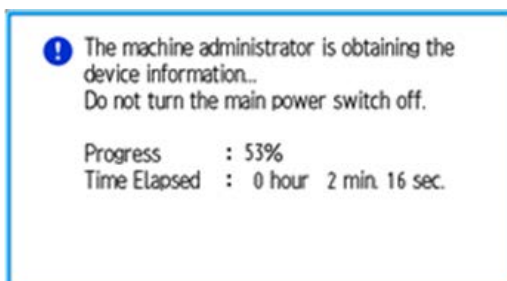 The machine administrator is obtaining the
device information...
Do not turn the main power switch off.
Progress : 53%
Time Elapsed : 0 hour 2 min. 16 sec.